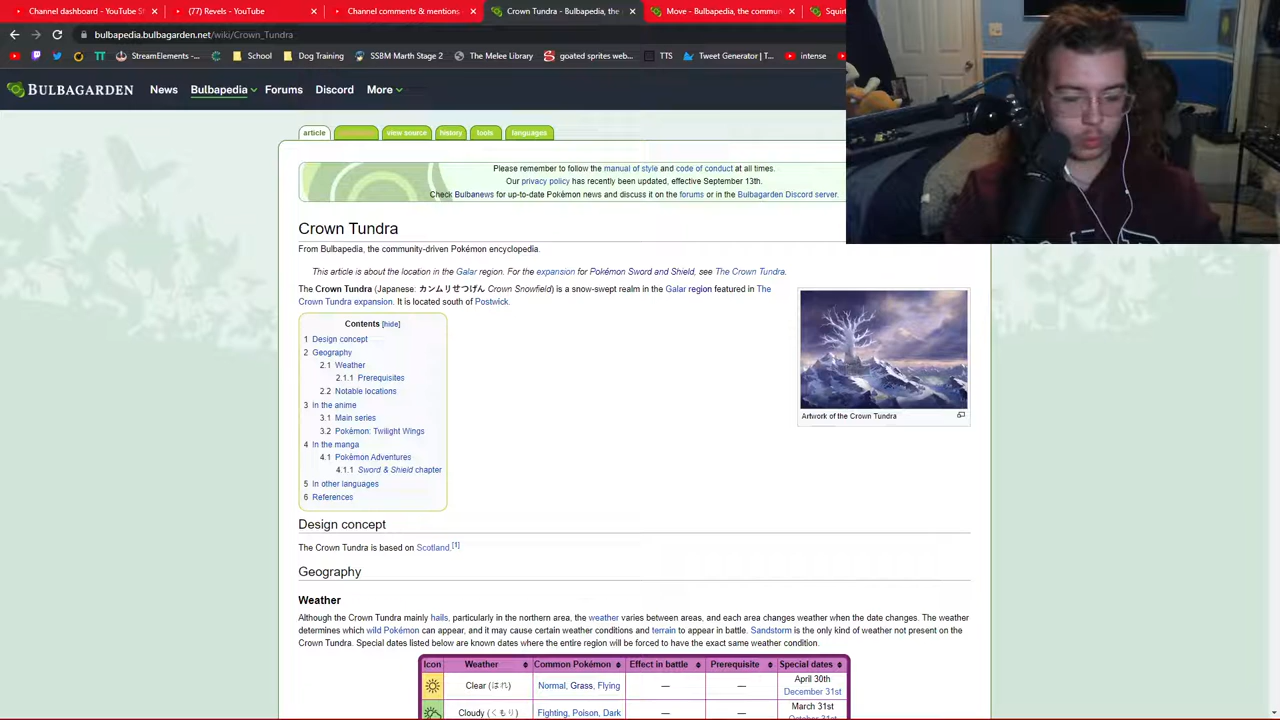 Channel dashboard - YouTube St
(77) Revels - YouTube
Channel comments & mentions
Crown Tundra - Bulbapedia, the
Move - Bulbapedia, the commun
Squirt
bulbapedia.bulbagarden.net/wiki/Crown_Tundra
StreamElements -...
School
Dog Training
SSBM Marth Stage 2
The Melee Library
goated sprites web...
TTS
Tweet Generator | T...
intense
BULBAGARDEN News Bulbapedia Forums Discord More
article view source history tools languages
Please remember to follow the manual of style and code of conduct at all times.
Our privacy policy has recently been updated, effective September 13th.
Check Bulbanews for up-to-date Pokémon news and discuss it on the forums or in the Bulbagarden Discord server.
Crown Tundra
From Bulbapedia, the community-driven Pokémon encyclopedia.
This article is about the location in the Galar region. For the expansion for Pokémon Sword and Shield, see The Crown Tundra.
The Crown Tundra (Japanese: カンムリせつげん Crown Snowfield) is a snow-swept realm in the Galar region featured in The
Crown Tundra expansion. It is located south of Postwick.
Contents [hide]
1 Design concept
2 Geography
2.1 Weather
2.1.1 Prerequisites
2.2 Notable locations
3 In the anime
3.1 Main series
3.2 Pokémon: Twilight Wings
4 In the manga
4.1 Pokémon Adventures
4.1.1 Sword & Shield chapter
5 In other languages
6 References
Artwork of the Crown Tundra
Design concept
The Crown Tundra is based on Scotland.[1]
Geography
Weather
Although the Crown Tundra mainly hails, particularly in the northern area, the weather varies between areas, and each area changes weather when the date changes. The weather
determines which wild Pokémon can appear, and it may cause certain weather conditions and terrain to appear in battle. Sandstorm is the only kind of weather not present on the
Crown Tundra. Special dates listed below are known dates where the entire region will be forced to have the exact same weather condition.
Icon Weather Common Pokémon Effect in battle Prerequisite Special dates
Clear (はれ) Normal, Grass, Flying — — April 30th
December 31st
Cloudy (くもり) Fighting, Poison, Dark — — March 31st
October 31st